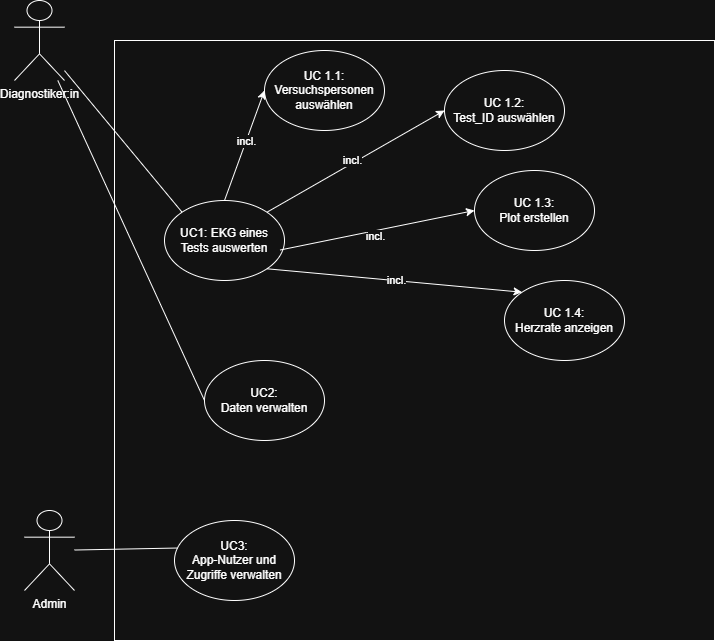 Diagnostiker:in
UC 1.1:
Versuchspersonen
auswählen
UC 1.2:
Test_ID auswählen
incl.
incl.
UC 1.3:
Plot erstellen
UC1: EKG eines
Tests auswerten
incl.
incl.
UC 1.4:
Herzrate anzeigen
UC2:
Daten verwalten
UC3:
App-Nutzer und
Zugriffe verwalten
Admin